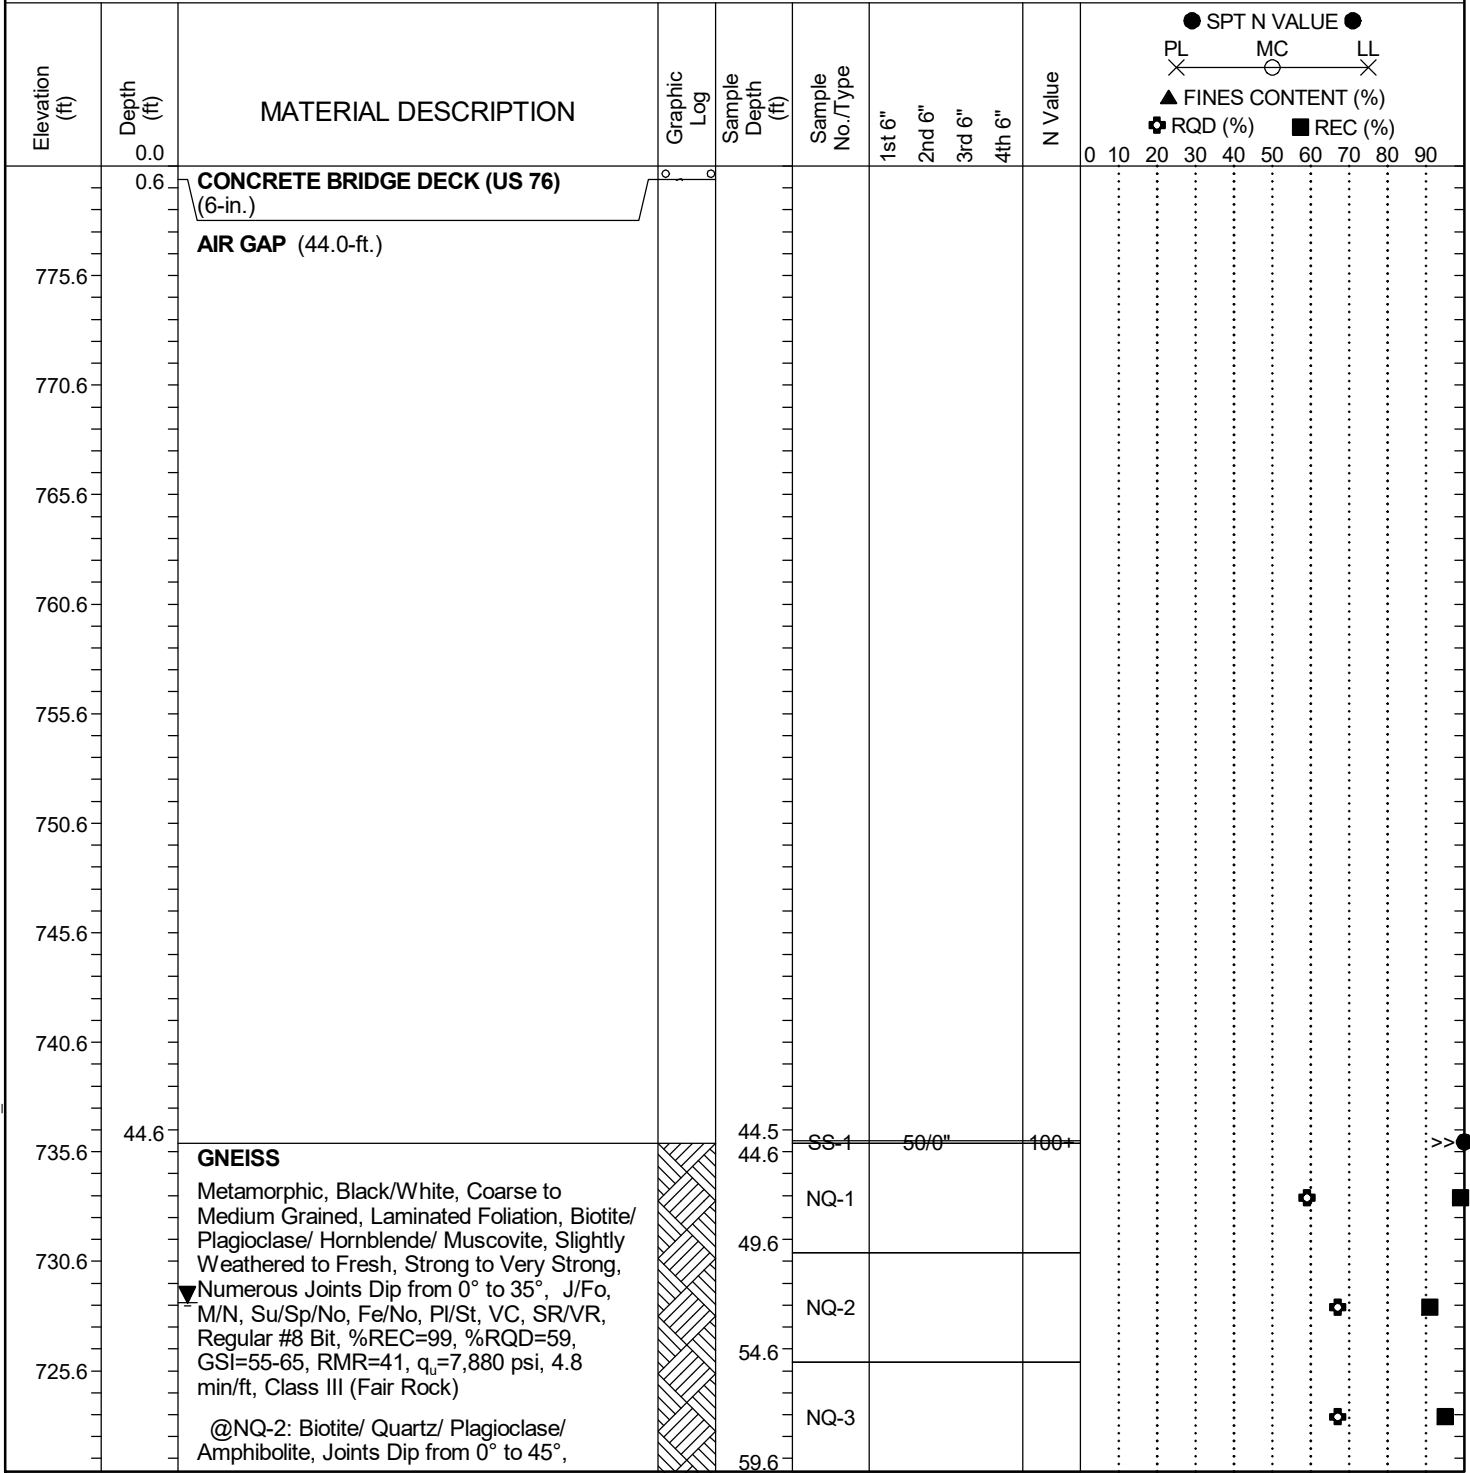 ● SPT N VALUE ●
PL MC LL
▲ FINES CONTENT (%)
RQD (%) ■ REC (%)
Elevation
(ft)
Depth
(ft)
0.0
MATERIAL DESCRIPTION
Graphic
Log
Sample
Depth
(ft)
Sample
No./Type
1st 6"
2nd 6"
3rd 6"
4th 6"
N Value
0 10 20 30 40 50 60 70 80 90
0.6
CONCRETE BRIDGE DECK (US 76)
(6-in.)
AIR GAP (44.0-ft.)
775.6
770.6
765.6
760.6
755.6
750.6
745.6
740.6
44.6
44.5
SS-1 50/0" 100+
>>●
735.6
GNEISS
44.6
Metamorphic, Black/White, Coarse to
NQ-1
Medium Grained, Laminated Foliation, Biotite/
Plagioclase/ Hornblende/ Muscovite, Slightly
49.6
730.6
Weathered to Fresh, Strong to Very Strong,
Numerous Joints Dip from 0° to 35°, J/Fo,
NQ-2
M/N, Su/Sp/No, Fe/No, Pl/St, VC, SR/VR,
Regular #8 Bit, %REC=99, %RQD=59,
54.6
725.6
GSI=55-65, RMR=41, qu=7,880 psi, 4.8
min/ft, Class III (Fair Rock)
NQ-3
@NQ-2: Biotite/ Quartz/ Plagioclase/
Amphibolite, Joints Dip from 0° to 45°,
59.6